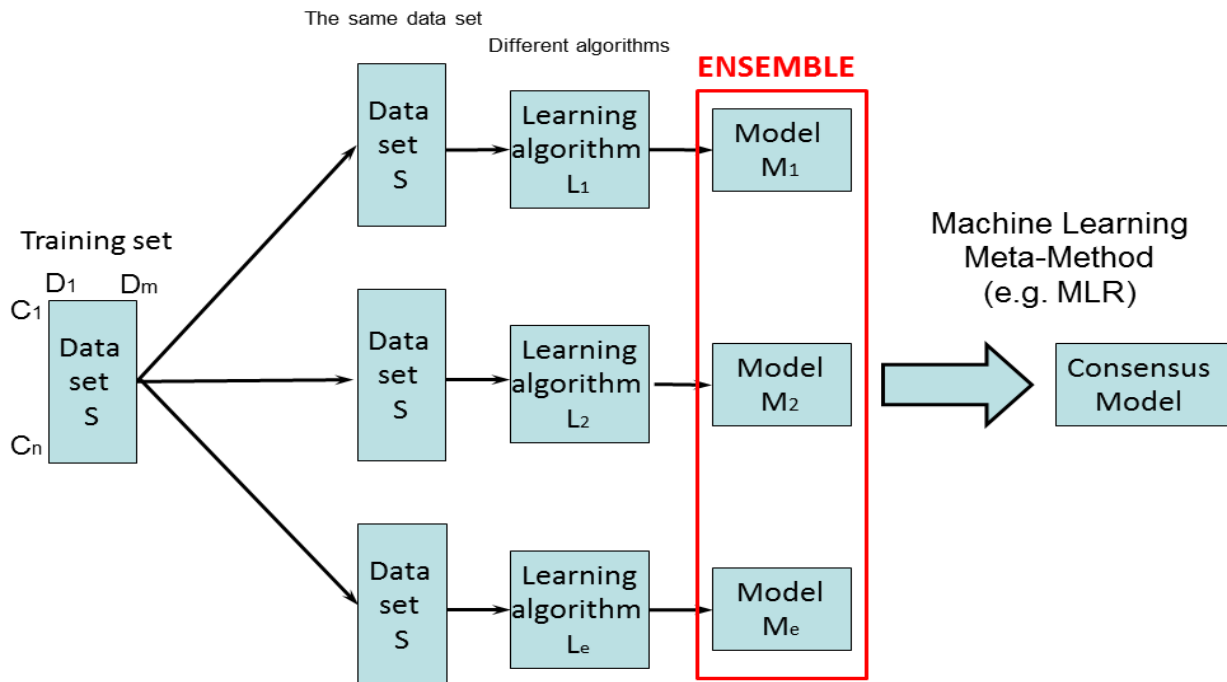 The same data set
Different algorithms
ENSEMBLE
Data
set
S
Learning
algorithm
L1
Model
M1
Training set
D1 Dm
C1
Cn
Data
set
S
Data
set
S
Learning
algorithm
L2
Model
M2
Machine Learning
Meta-Method
(e.g. MLR)
Consensus
Model
Data
set
S
Learning
algorithm
Le
Model
Me